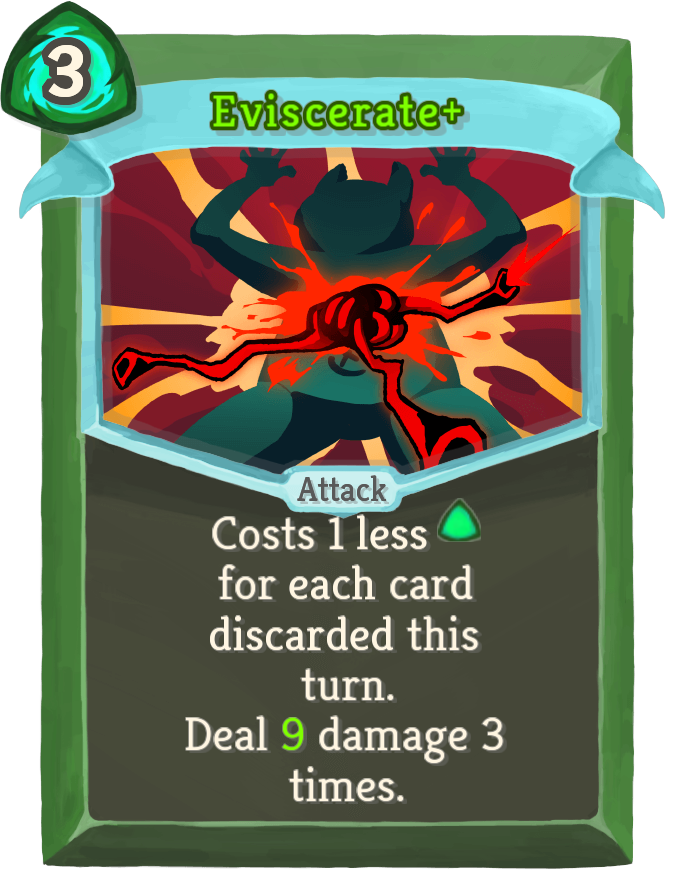 3
Eviscerate+
Attack
Costs 1 less
for each card
discarded this
turn.
Deal 9 damage 3
times.